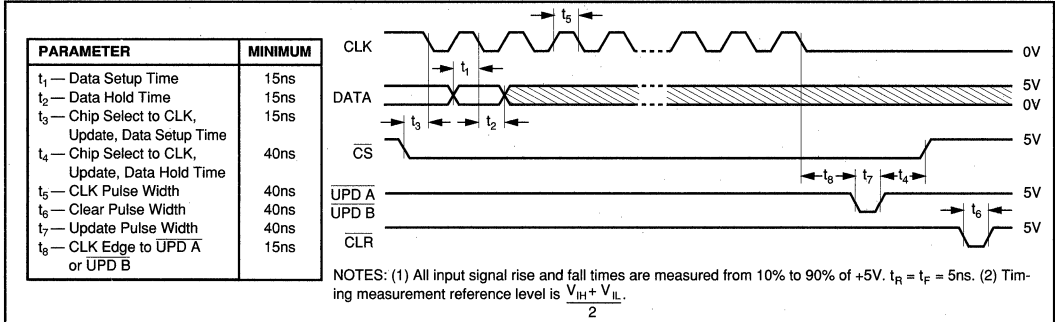 PARAMETER MINIMUM
t1 — Data Setup Time 15ns
t2 — Data Hold Time 15ns
t3 — Chip Select to CLK, 15ns
Update, Data Setup Time
t4 — Chip Select to CLK, 40ns
Update, Data Hold Time
t5 — CLK Pulse Width 40ns
t6 — Clear Pulse Width 40ns
t7 — Update Pulse Width 40ns
t8 — CLK Edge to UPD A 15ns
or UPD B
CLK t5 0V
t1
DATA 5V
0V
t3 t2
CS 5V
t8 t7 t4
UPD A 5V
UPD B
t6
CLR 5V
NOTES: (1) All input signal rise and fall times are measured from 10% to 90% of +5V. tR = tF = 5ns. (2) Tim-
ing measurement reference level is VIH + VIL / 2.